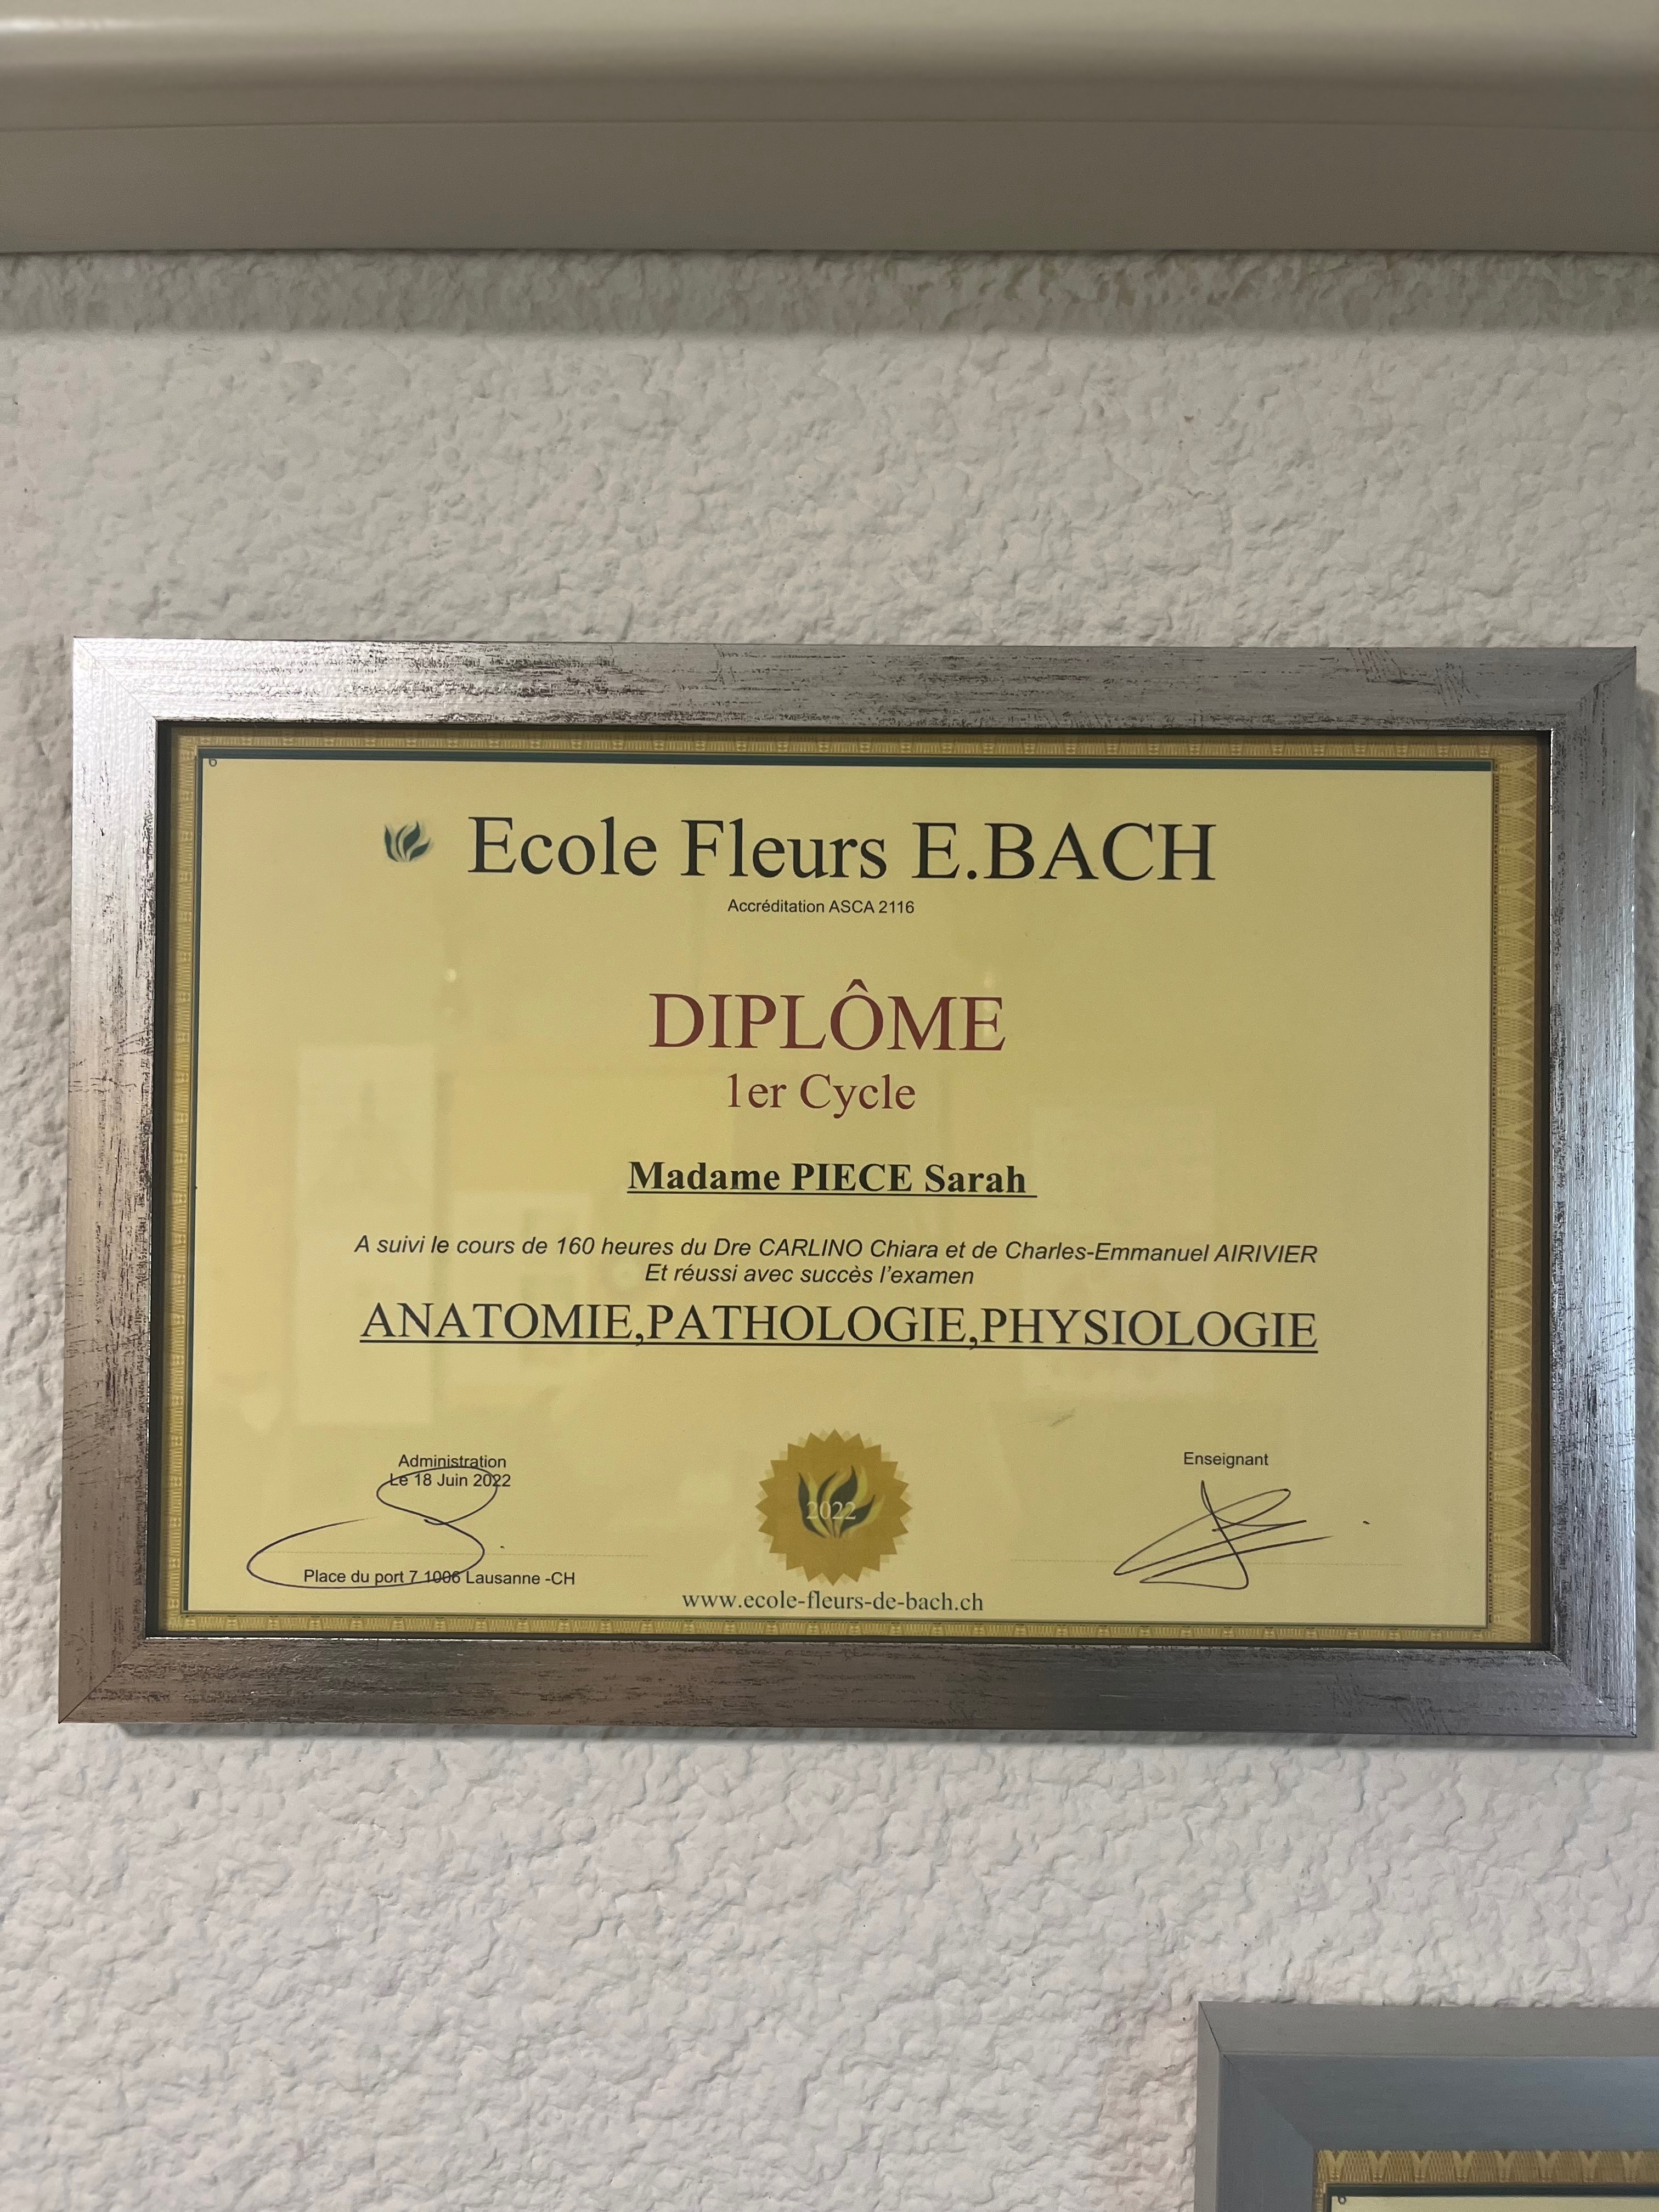 Ecole Fleurs E.BACH
Accréditation ASCA 2116
DIPLÔME
1er Cycle
Madame PIECE Sarah
A suivi le cours de 160 heures du Dre CARLINO Chiara et de Charles-Emmanuel AIRIVIER
Et réussi avec succès l'examen
ANATOMIE,PATHOLOGIE,PHYSIOLOGIE
Administration
Le 18 Juin 2022
Place du port 7 1006 Lausanne -CH
2022
www.ecole-fleurs-de-bach.ch
Enseignant